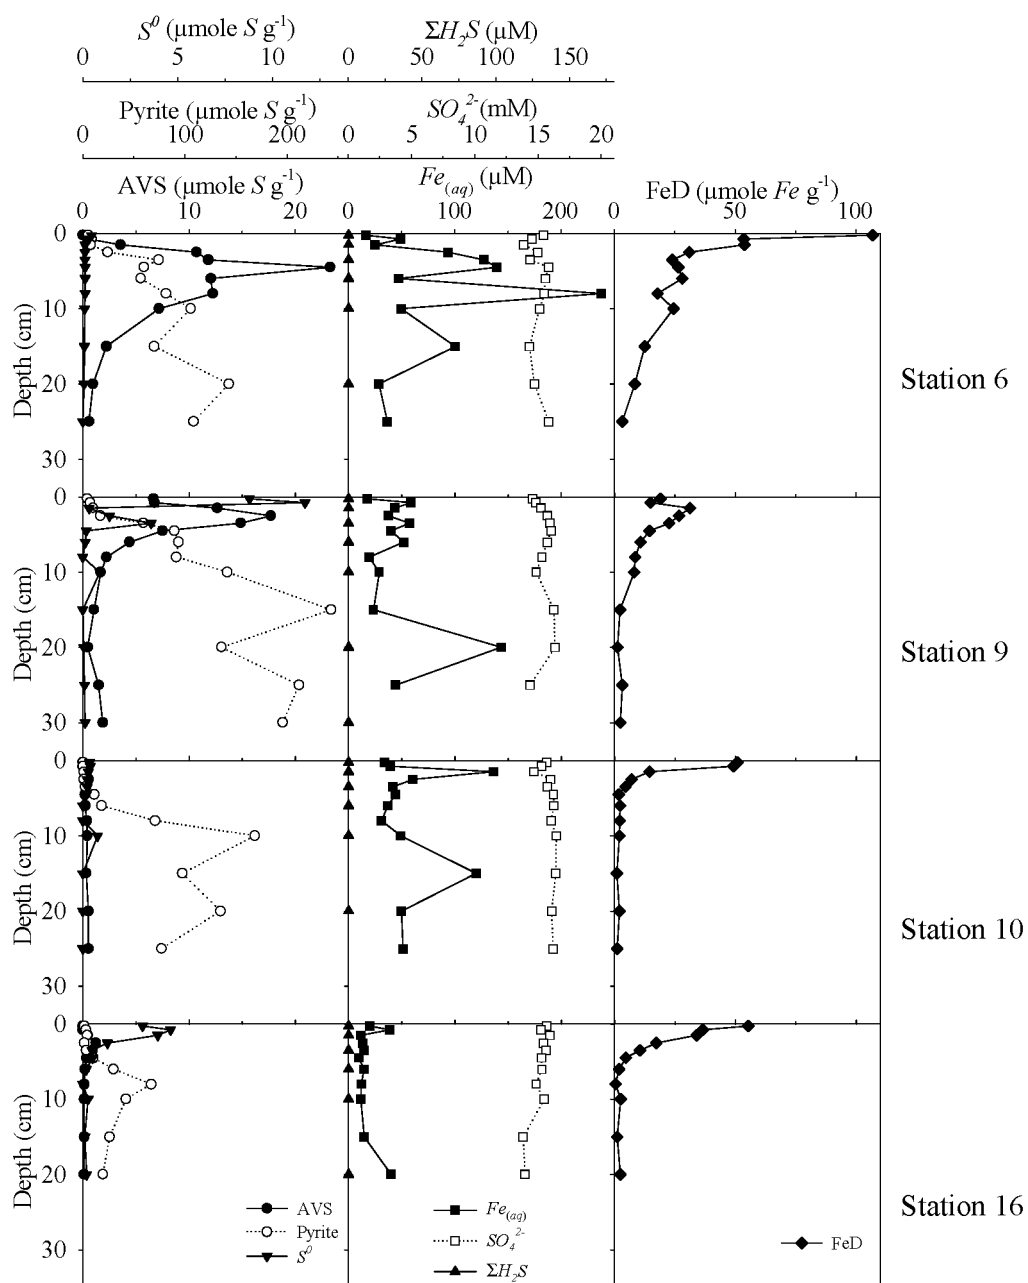 S⁰ (µmole S g⁻¹)
ΣH₂S (µM)
0 5 10
0 50 100 150
Pyrite (µmole S g⁻¹)
SO₄²⁻(mM)
0 100 200
0 5 10 15 20
AVS (µmole S g⁻¹)
Fe(aq) (µM)
FeD (µmole Fe g⁻¹)
0 10 20
0 100 200
0 50 100
0
10
20
30
Depth (cm)
Station 6
0
10
20
30
Depth (cm)
Station 9
0
10
20
30
Depth (cm)
Station 10
0
10
20
30
Depth (cm)
Station 16
AVS
Pyrite
S⁰
Fe(aq)
SO₄²⁻
ΣH₂S
FeD